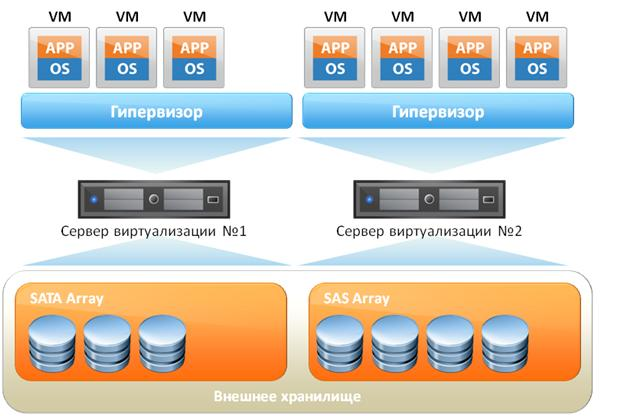 VM VM VM VM VM VM VM
APP APP APP APP APP APP APP
OS OS OS OS OS OS OS
Гипервизор Гипервизор
Сервер виртуализации №1 Сервер виртуализации №2
SATA Array SAS Array
Внешнее хранилище